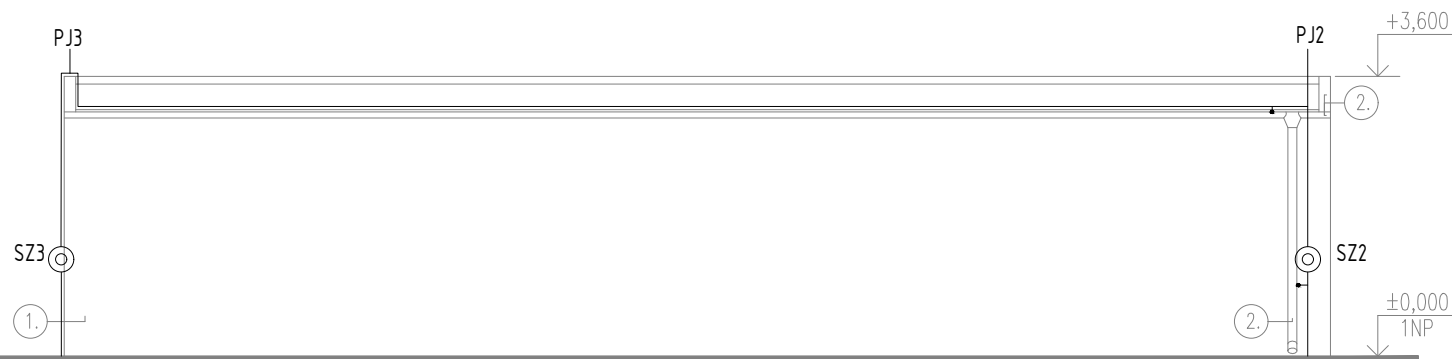 +3,600
PJ3
PJ2
2.
SZ3
SZ2
±0,000
1NP
1.
2.